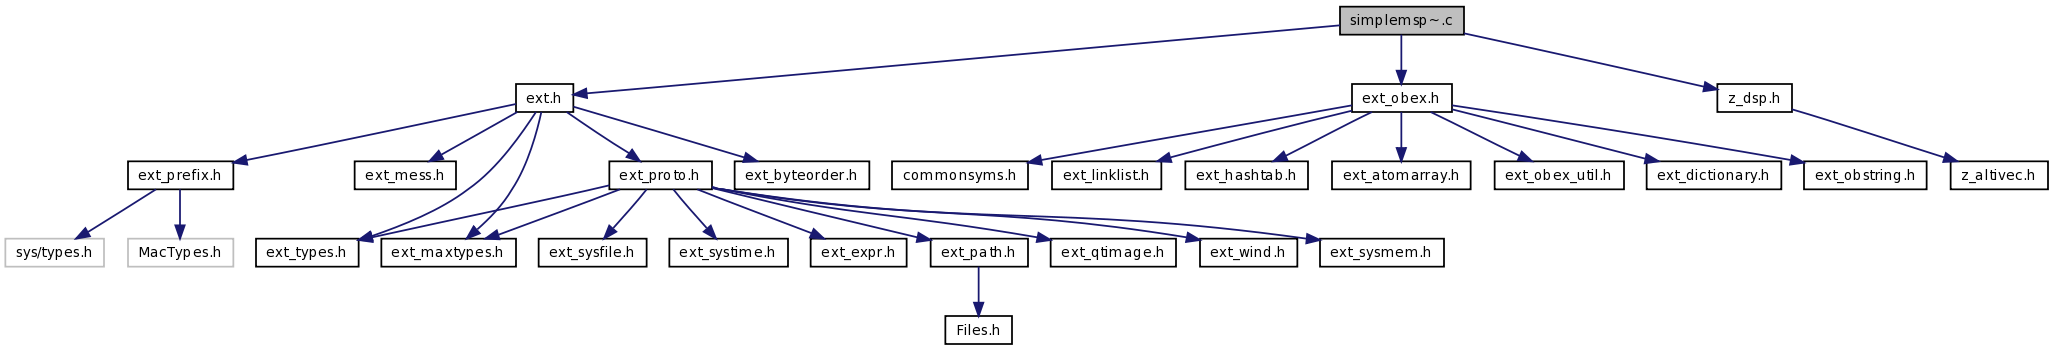 simplemsp~.c
ext.h
ext_obex.h
z_dsp.h
ext_prefix.h
ext_mess.h
ext_proto.h
ext_byteorder.h
commonsyms.h
ext_linklist.h
ext_hashtab.h
ext_atomarray.h
ext_obex_util.h
ext_dictionary.h
ext_obstring.h
z_altivec.h
sys/types.h
MacTypes.h
ext_types.h
ext_maxtypes.h
ext_sysfile.h
ext_systime.h
ext_expr.h
ext_path.h
ext_qtimage.h
ext_wind.h
ext_sysmem.h
Files.h